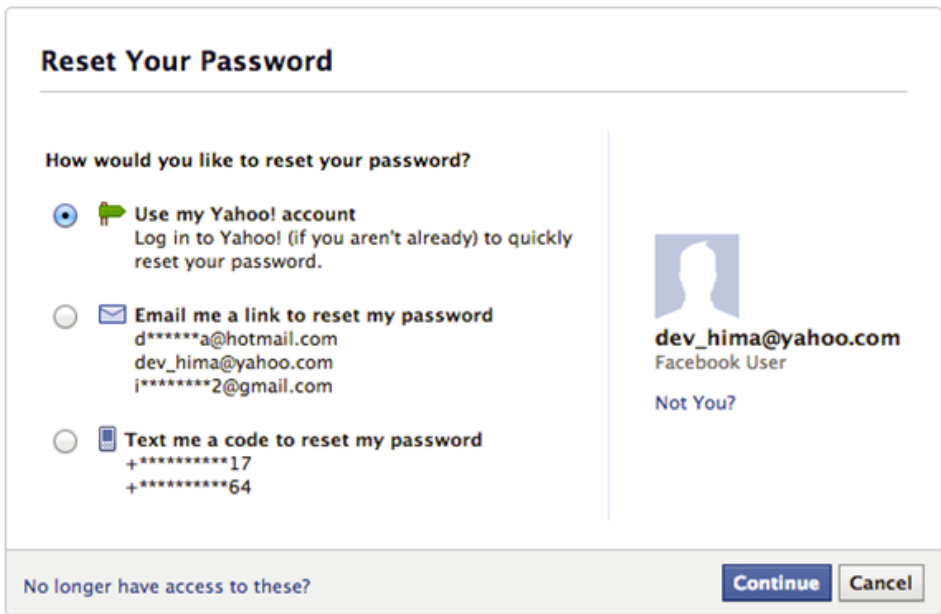 Reset Your Password
How would you like to reset your password?
Use my Yahoo! account
Log in to Yahoo! (if you aren't already) to quickly
reset your password.
Email me a link to reset my password
d******a@hotmail.com
dev_hima@yahoo.com
i********2@gmail.com
Text me a code to reset my password
+**********17
+**********64
dev_hima@yahoo.com
Facebook User
Not You?
No longer have access to these?
Continue
Cancel